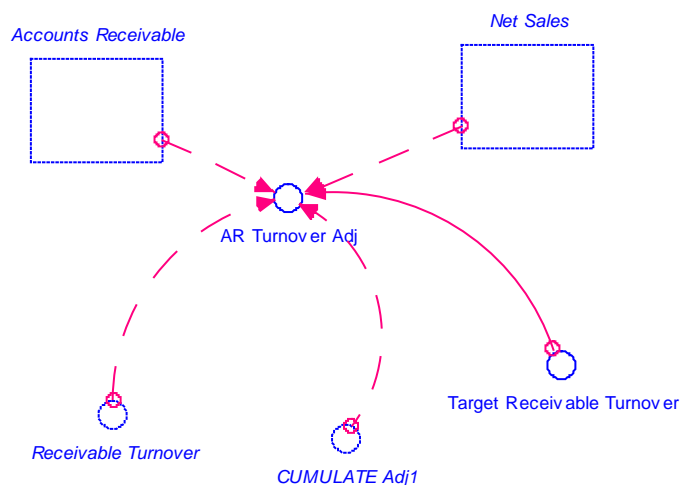 Net Sales
Accounts Receivable
AR Turnover Adj
Target Receivable Turnover
Receivable Turnover
CUMULATE Adj1